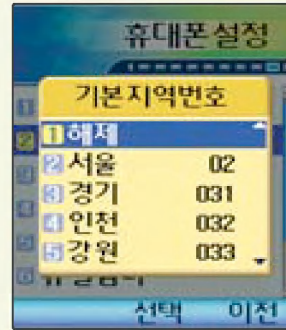 휴대폰설정
기본지역번호
1 해제
2 서울 02
3 경기 031
4 인천 032
5 강원 033
선택 이전